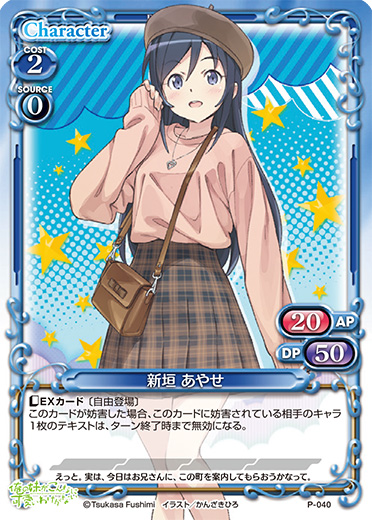 Character
COST
2
SOURCE
0
20 AP
DP 50
新垣 あやせ
EXカード〔自由登場〕
このカードが妨害した場合、このカードに妨害されている相手のキャラ
1枚のテキストは、ターン終了時まで無効になる。
えっと。実は、今日はお兄さんに、この町を案内してもらおうかなって。
©Tsukasa Fushimi イラスト/かんざきひろ P-040